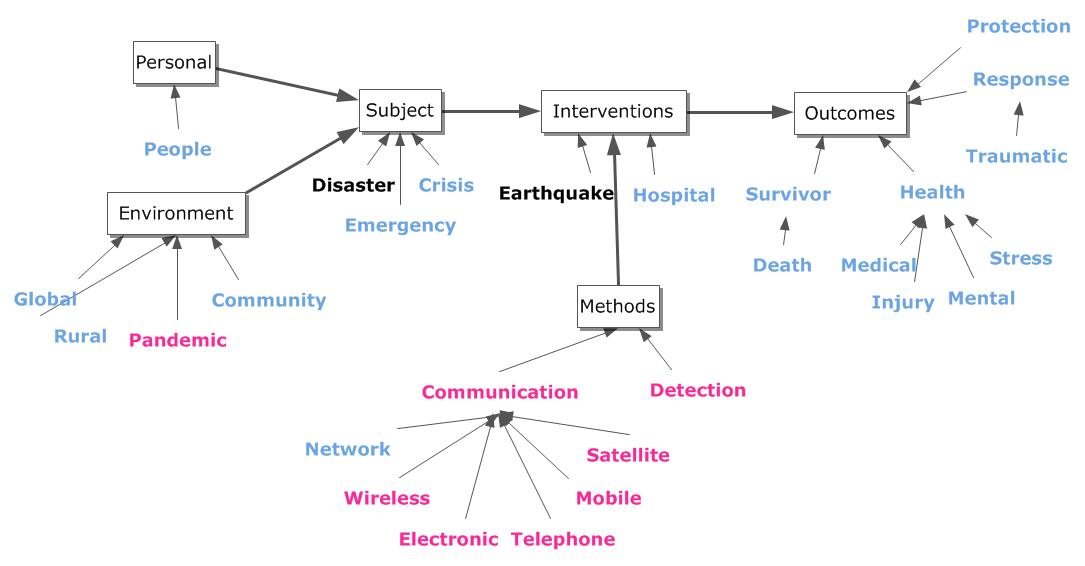 Protection
Personal
Response
Subject
Interventions
Outcomes
People
Traumatic
Disaster
Crisis
Earthquake
Hospital
Survivor
Health
Environment
Emergency
Death
Medical
Stress
Global
Community
Injury
Mental
Methods
Rural
Pandemic
Communication
Detection
Network
Satellite
Wireless
Mobile
Electronic
Telephone